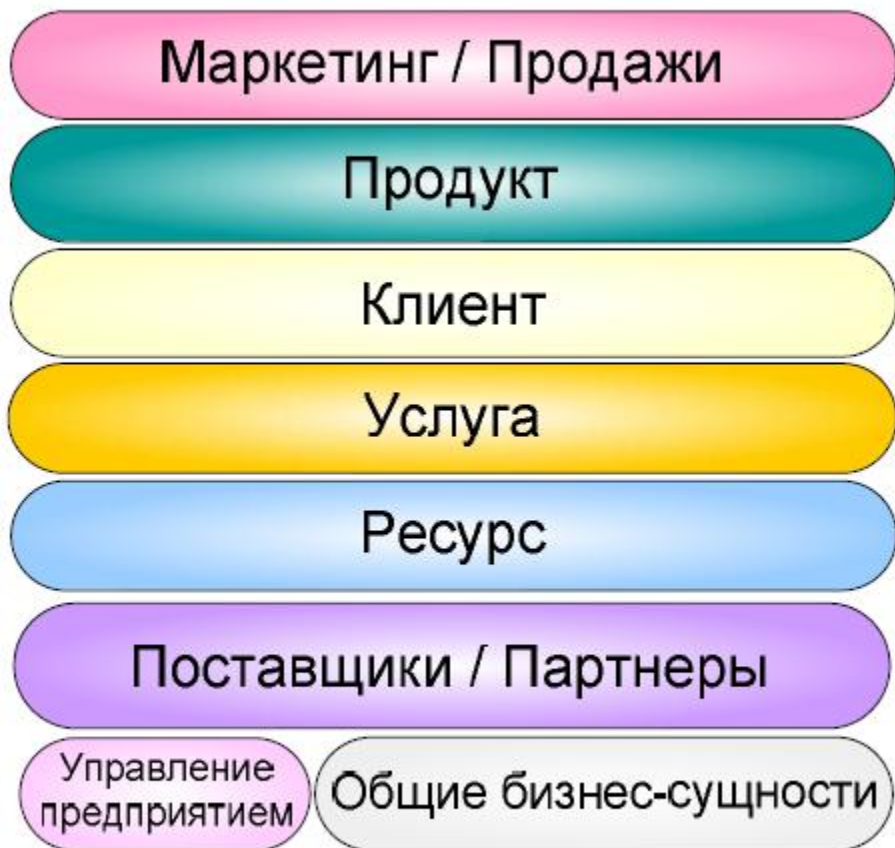 Маркетинг / Продажи
Продукт
Клиент
Услуга
Ресурс
Поставщики / Партнеры
Управление
предприятием
Общие бизнес-сущности